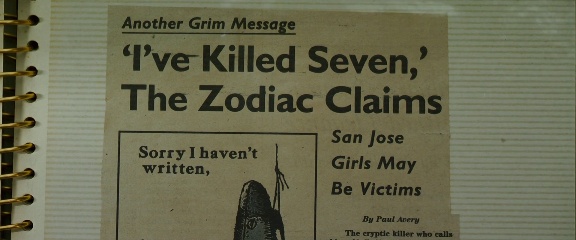 Another Grim Message
‘I’ve Killed Seven,’
The Zodiac Claims
Sorry I haven’t
written,
San Jose
Girls May
Be Victims
By Paul Avery
The cryptic killer who calls